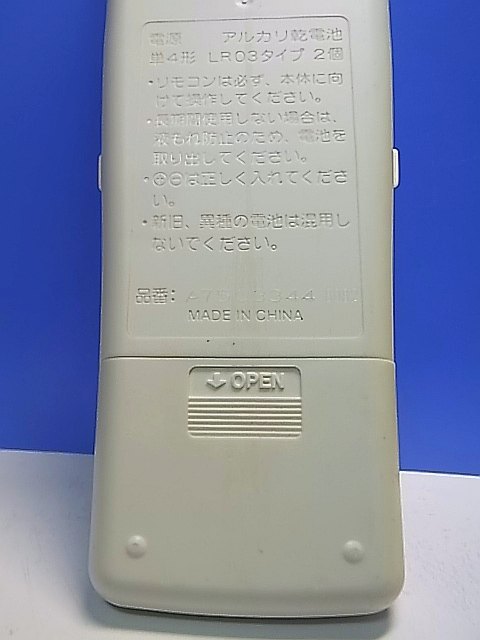 電源 アルカリ乾電池
単4形 LR03タイプ 2個
・リモコンは必ず、本体に向
けて操作してください。
・長期間使用しない場合は、
液もれ防止のため、電池を
取り出してください。
・⊕⊖は正しく入れてくださ
い。
・新旧、異種の電池は混用し
ないでください。
品番:
MADE IN CHINA
↓ OPEN